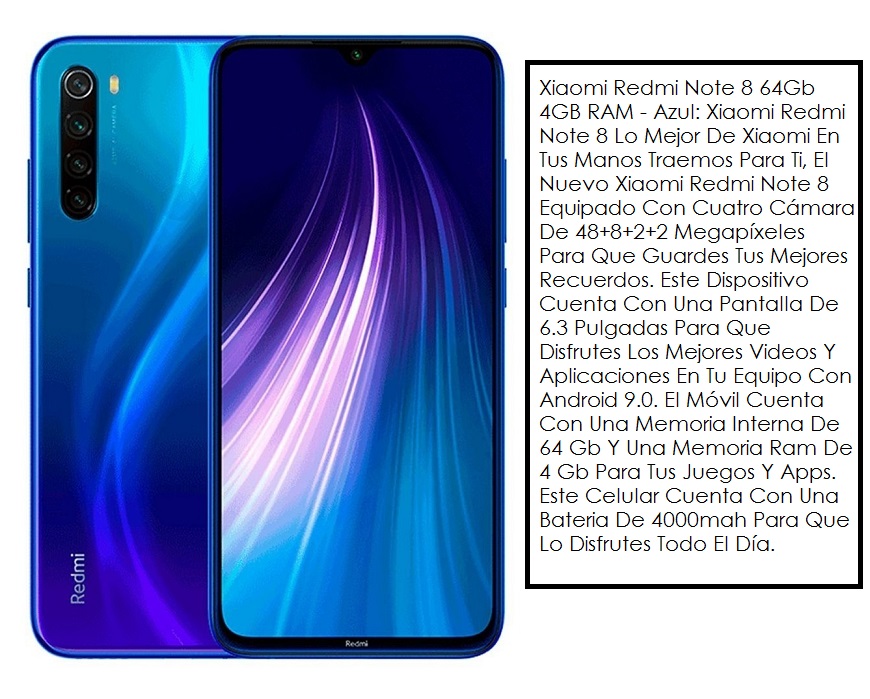 Redmi
Redmi
Xiaomi Redmi Note 8 64Gb
4GB RAM - Azul: Xiaomi Redmi
Note 8 Lo Mejor De Xiaomi En
Tus Manos Traemos Para Ti, El
Nuevo Xiaomi Redmi Note 8
Equipado Con Cuatro Cámara
De 48+8+2+2 Megapíxeles
Para Que Guardes Tus Mejores
Recuerdos. Este Dispositivo
Cuenta Con Una Pantalla De
6.3 Pulgadas Para Que
Disfrutes Los Mejores Videos Y
Aplicaciones En Tu Equipo Con
Android 9.0. El Móvil Cuenta
Con Una Memoria Interna De
64 Gb Y Una Memoria Ram De
4 Gb Para Tus Juegos Y Apps.
Este Celular Cuenta Con Una
Bateria De 4000mah Para Que
Lo Disfrutes Todo El Día.